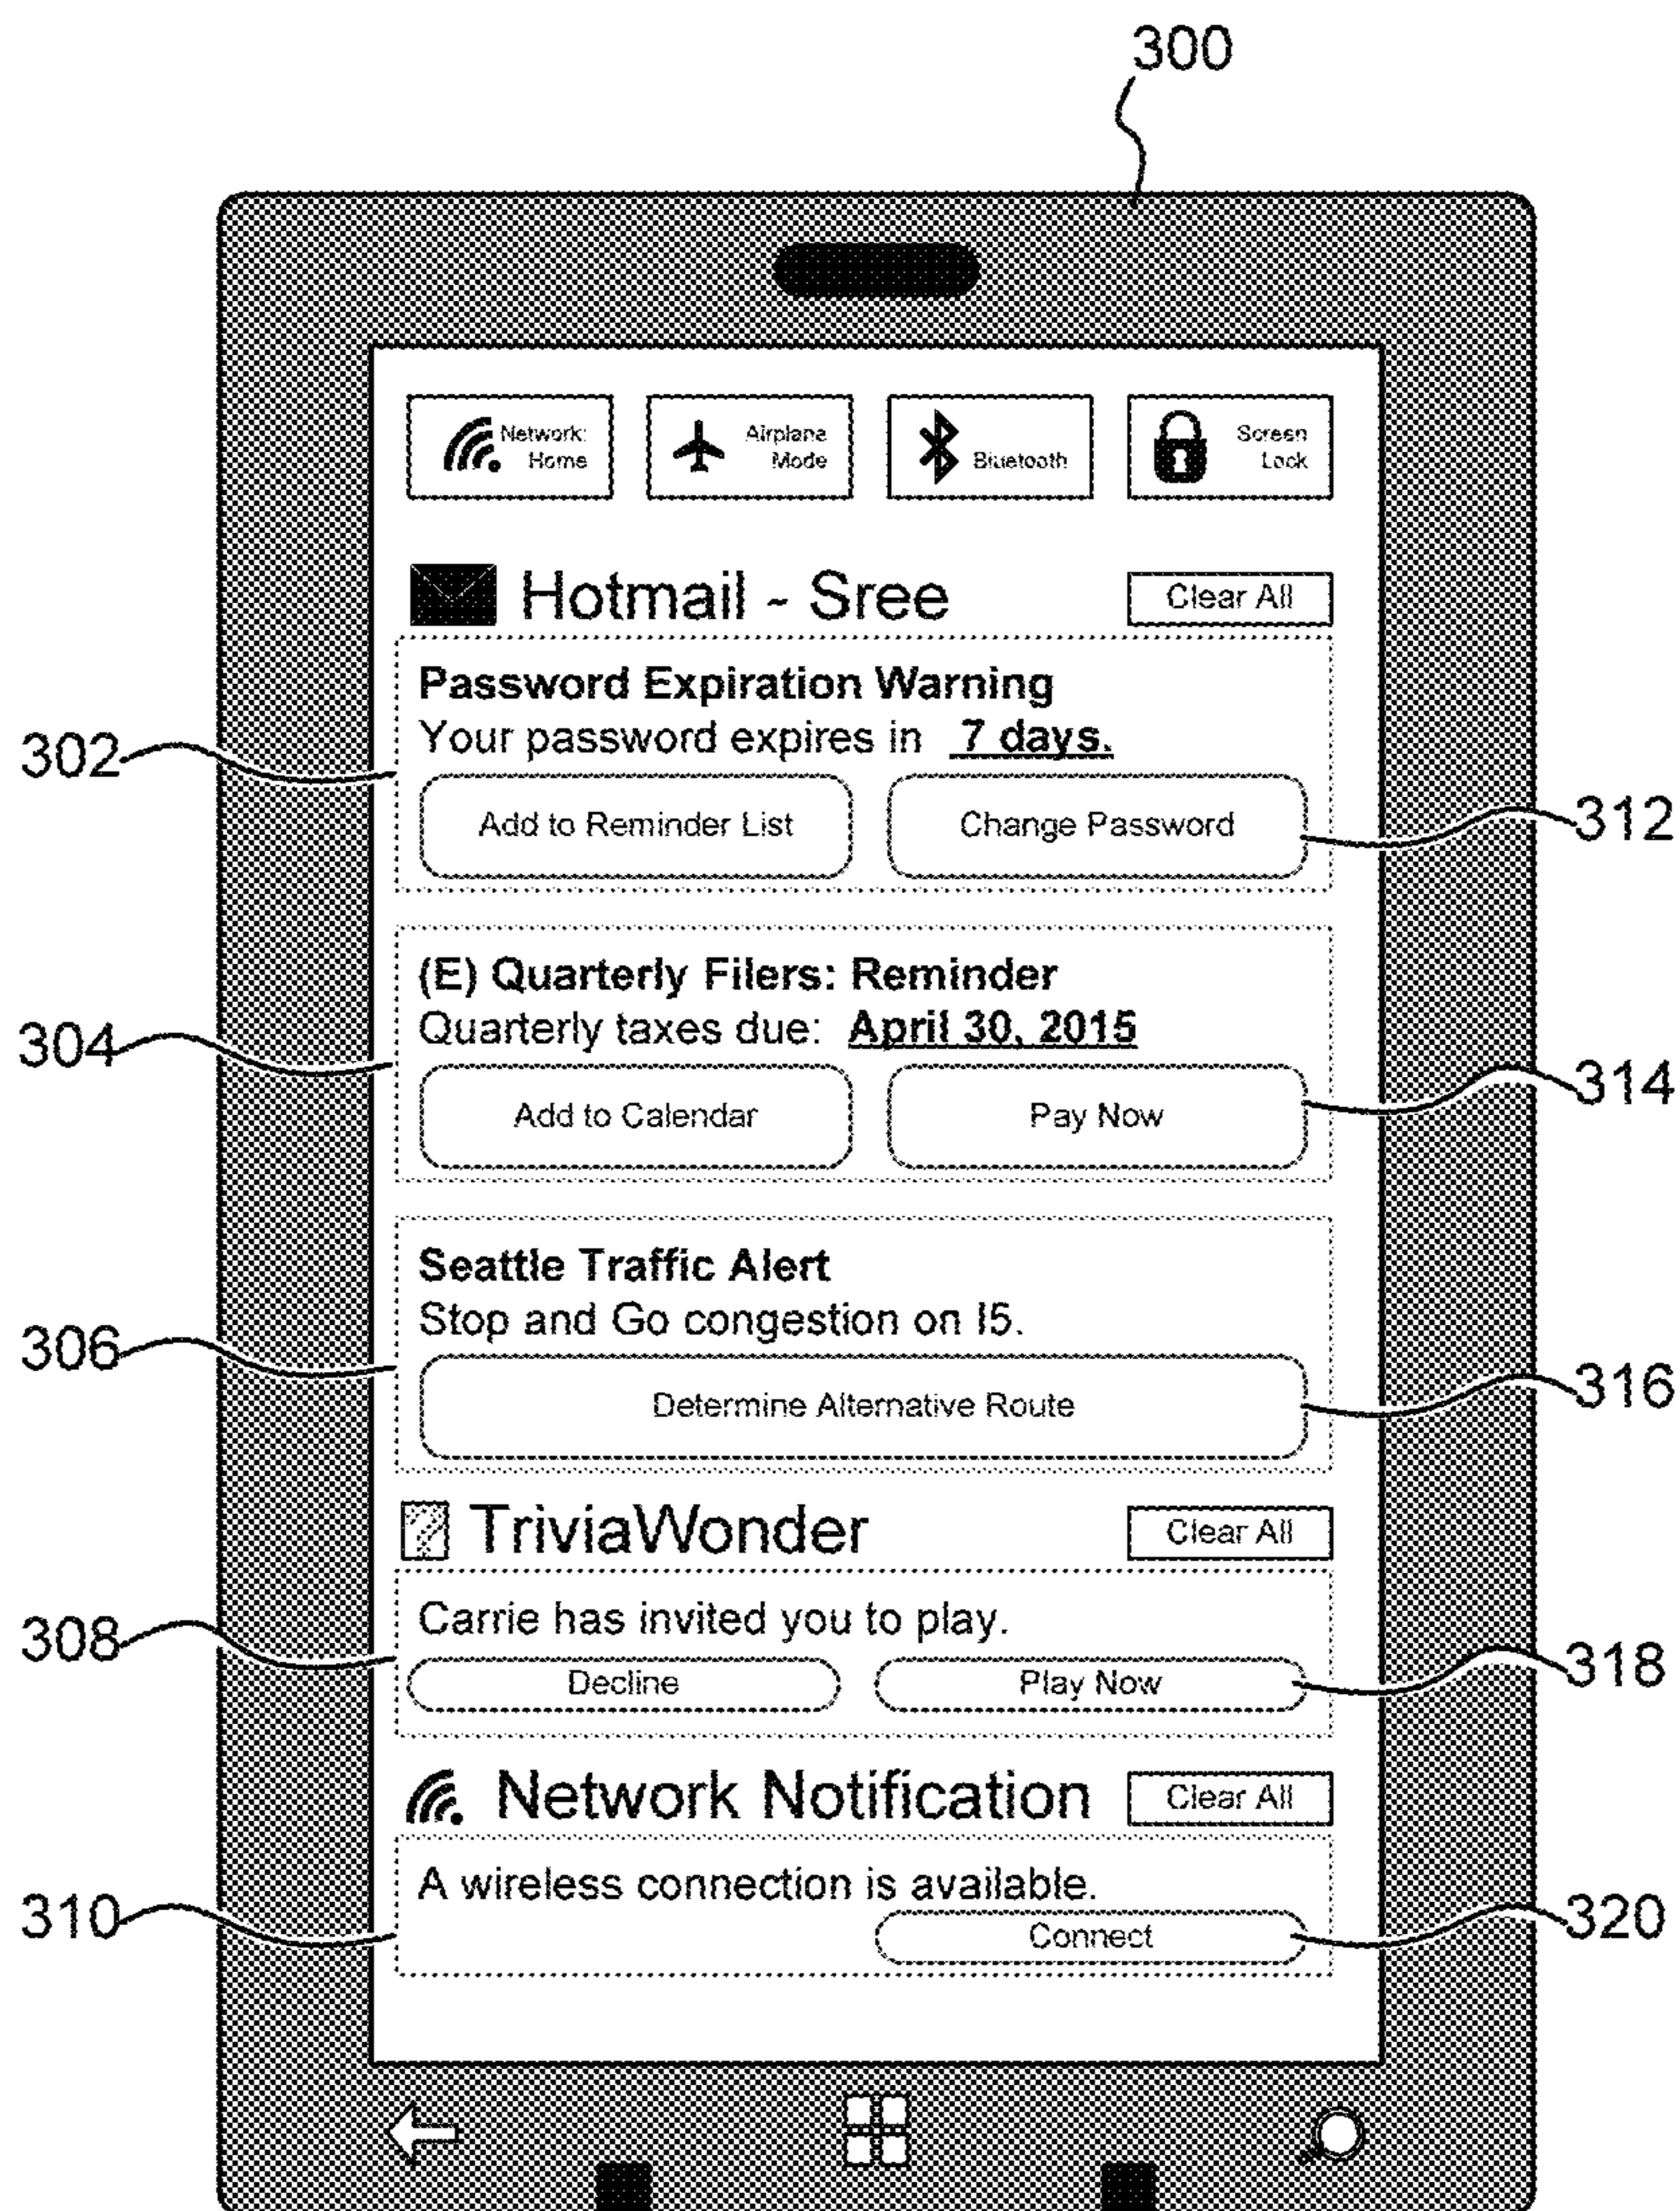 300
Network:
Home
Airplane
Mode
Bluetooth
Screen
Lock
Hotmail - Sree
Clear All
Password Expiration Warning
Your password expires in 7 days.
302
Add to Reminder List
Change Password
312
(E) Quarterly Filers: Reminder
Quarterly taxes due: April 30, 2015
304
Add to Calendar
Pay Now
314
Seattle Traffic Alert
Stop and Go congestion on I5.
306
Determine Alternative Route
316
? TriviaWonder
Clear All
Carrie has invited you to play.
308
Decline
Play Now
318
Network Notification
Clear All
A wireless connection is available.
310
Connect
320